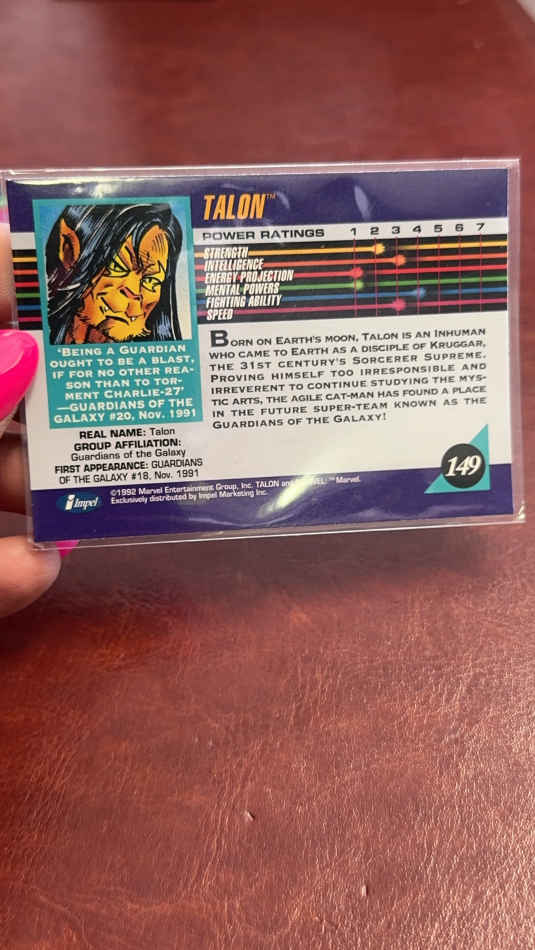 TALON™
POWER RATINGS 1 2 3 4 5 6 7
STRENGTH
INTELLIGENCE
ENERGY PROJECTION
MENTAL POWERS
FIGHTING ABILITY
SPEED
'BEING A GUARDIAN
OUGHT TO BE A BLAST,
IF FOR NO OTHER REA-
SON THAN TO TOR-
MENT CHARLIE-27'
—GUARDIANS OF THE
GALAXY #20, NOV. 1991
REAL NAME: Talon
GROUP AFFILIATION:
Guardians of the Galaxy
FIRST APPEARANCE: GUARDIANS
OF THE GALAXY #18, Nov. 1991
BORN ON EARTH'S MOON, TALON IS AN INHUMAN
WHO CAME TO EARTH AS A DISCIPLE OF KRUGGAR,
THE 31ST CENTURY'S SORCERER SUPREME.
PROVING HIMSELF TOO IRRESPONSIBLE AND
IRREVERENT TO CONTINUE STUDYING THE MYS-
TIC ARTS, THE AGILE CAT-MAN HAS FOUND A PLACE
IN THE FUTURE SUPER-TEAM KNOWN AS THE
GUARDIANS OF THE GALAXY!
149
Impel
©1992 Marvel Entertainment Group, Inc. TALON and MARVEL: ™ Marvel.
Exclusively distributed by Impel Marketing Inc.